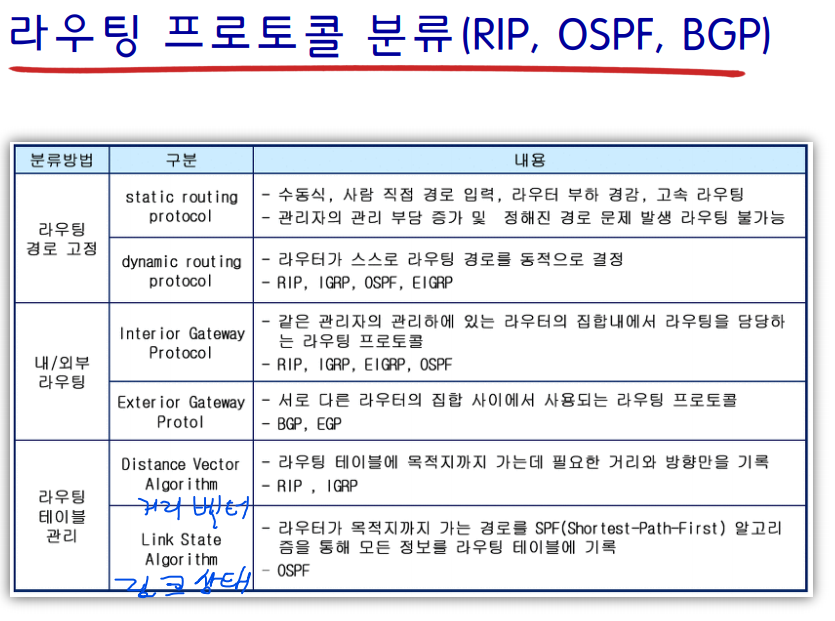 라우팅 프로토콜 분류(RIP, OSPF, BGP)
분류방법 구분 내용
라우팅
경로 고정
static routing
protocol
- 수동식, 사람 직접 경로 입력, 라우터 부하 경감, 고속 라우팅
- 관리자의 관리 부담 증가 및 정해진 경로 문제 발생 라우팅 불가능
dynamic routing
protocol
- 라우터가 스스로 라우팅 경로를 동적으로 결정
- RIP, IGRP, OSPF, EIGRP
내/외부
라우팅
Interior Gateway
Protocol
- 같은 관리자의 관리하에 있는 라우터의 집합내에서 라우팅을 담당하
는 라우팅 프로토콜
- RIP, IGRP, EIGRP, OSPF
Exterior Gateway
Protol
- 서로 다른 라우터의 집합 사이에서 사용되는 라우팅 프로토콜
- BGP, EGP
라우팅
테이블
관리
Distance Vector
Algorithm
거리 벡터
- 라우팅 테이블에 목적지까지 가는데 필요한 거리와 방향만을 기록
- RIP , IGRP
Link State
Algorithm
링크 상태
- 라우터가 목적지까지 가는 경로를 SPF(Shortest-Path-First) 알고리
즘을 통해 모든 정보를 라우팅 테이블에 기록
- OSPF